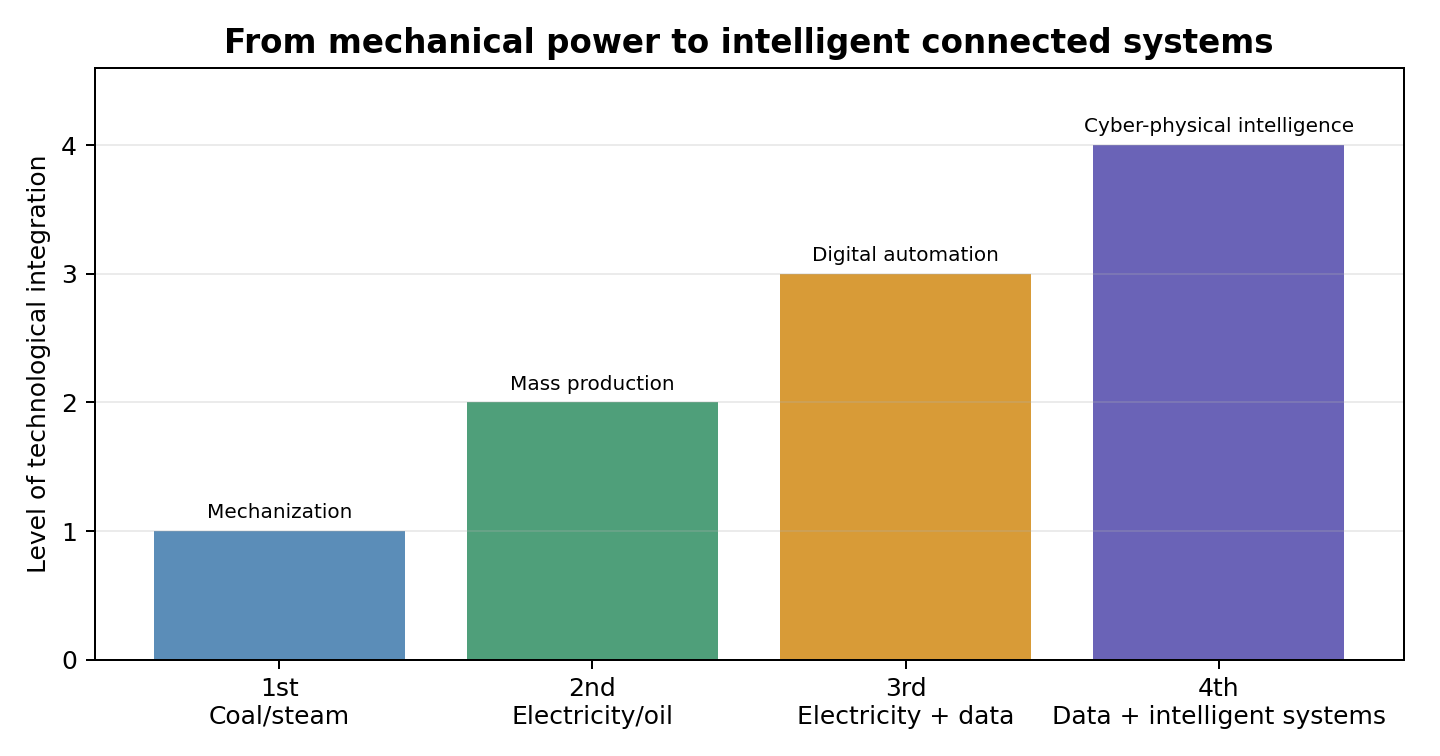 From mechanical power to intelligent connected systems
Level of technological integration
4
3
2
1
0
Mechanization
Mass production
Digital automation
Cyber-physical intelligence
1st
Coal/steam
2nd
Electricity/oil
3rd
Electricity + data
4th
Data + intelligent systems